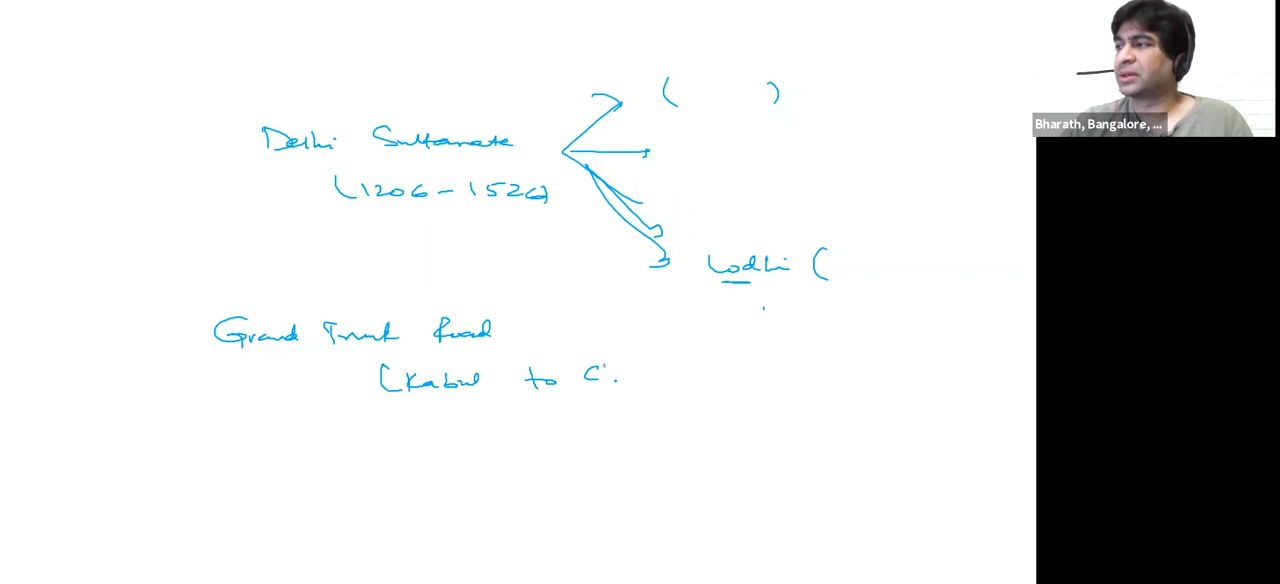 ( )
Delhi Sultanate
(1206-1526)
Lodhi (
Grand Trunk Road
(Kabul to C.
Bharath, Bangalore, ...